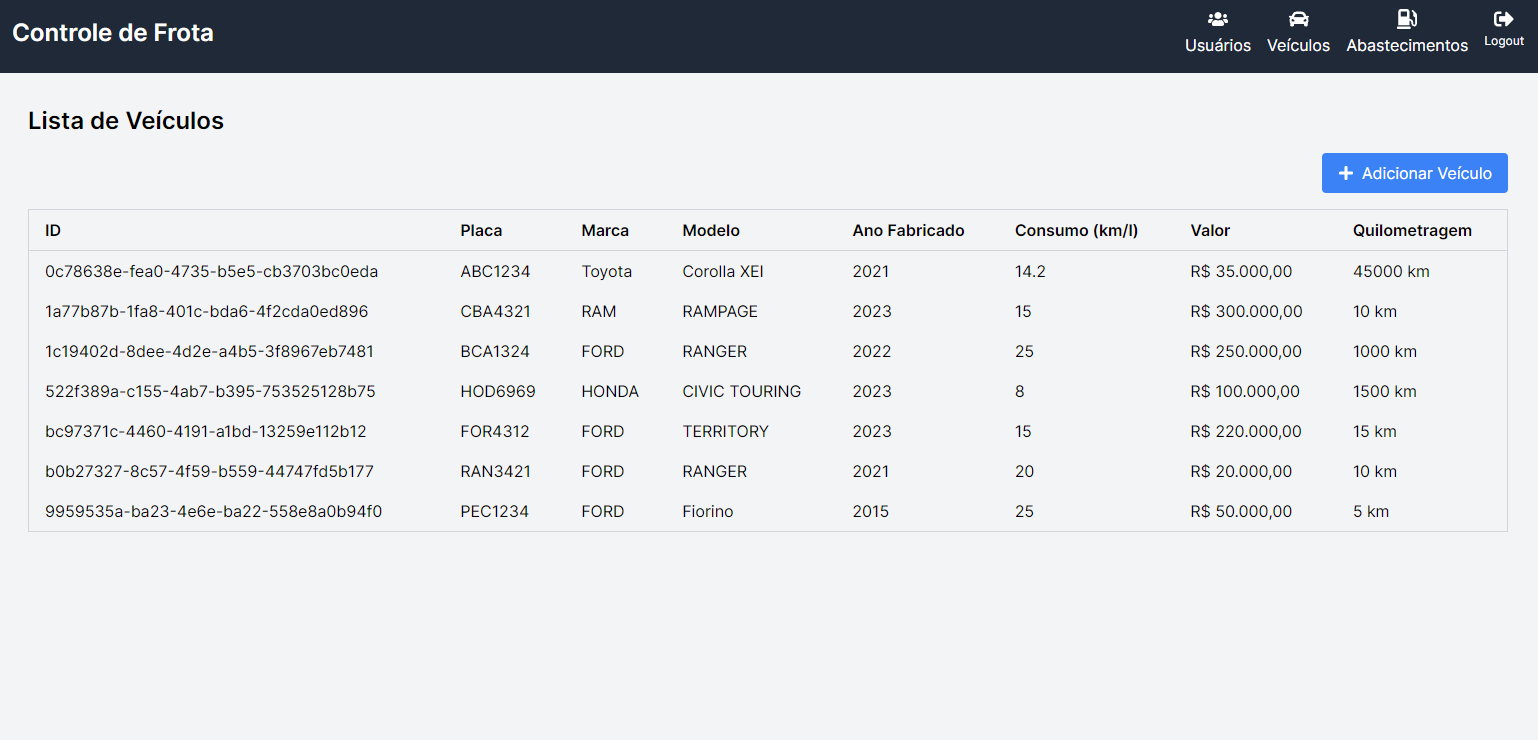 Controle de Frota
Usuários Veículos Abastecimentos Logout
Lista de Veículos
Adicionar Veículo
ID Placa Marca Modelo Ano Fabricado Consumo (km/l) Valor Quilometragem
0c78638e-fea0-4735-b5e5-cb3703bc0eda ABC1234 Toyota Corolla XEI 2021 14.2 R$ 35.000,00 45000 km
1a77b87b-1fa8-401c-bda6-4f2cda0ed896 CBA4321 RAM RAMPAGE 2023 15 R$ 300.000,00 10 km
1c19402d-8dee-4d2e-a4b5-3f8967eb7481 BCA1324 FORD RANGER 2022 25 R$ 250.000,00 1000 km
522f389a-c155-4ab7-b395-753525128b75 HOD6969 HONDA CIVIC TOURING 2023 8 R$ 100.000,00 1500 km
bc97371c-4460-4191-a1bd-13259e112b12 FOR4312 FORD TERRITORY 2023 15 R$ 220.000,00 15 km
b0b27327-8c57-4f59-b559-44747fd5b177 RAN3421 FORD RANGER 2021 20 R$ 20.000,00 10 km
9959535a-ba23-4e6e-ba22-558e8a0b94f0 PEC1234 FORD Fiorino 2015 25 R$ 50.000,00 5 km